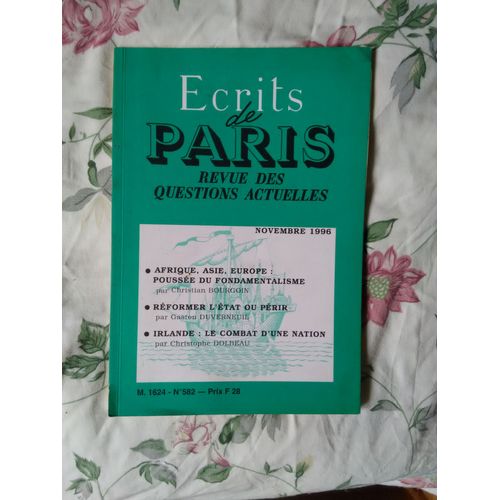 Ecrits
de
PARIS
REVUE DES
QUESTIONS ACTUELLES
NOVEMBRE 1996
● AFRIQUE, ASIE, EUROPE :
POUSSÉE DU FONDAMENTALISME
par Christian BOURGOIN
● RÉFORMER L'ÉTAT OU PÉRIR
par Gaston DUVERNEUIL
● IRLANDE : LE COMBAT D'UNE NATION
par Christophe DOLBEAU
M. 1624 - N° 582 — Prix F 28